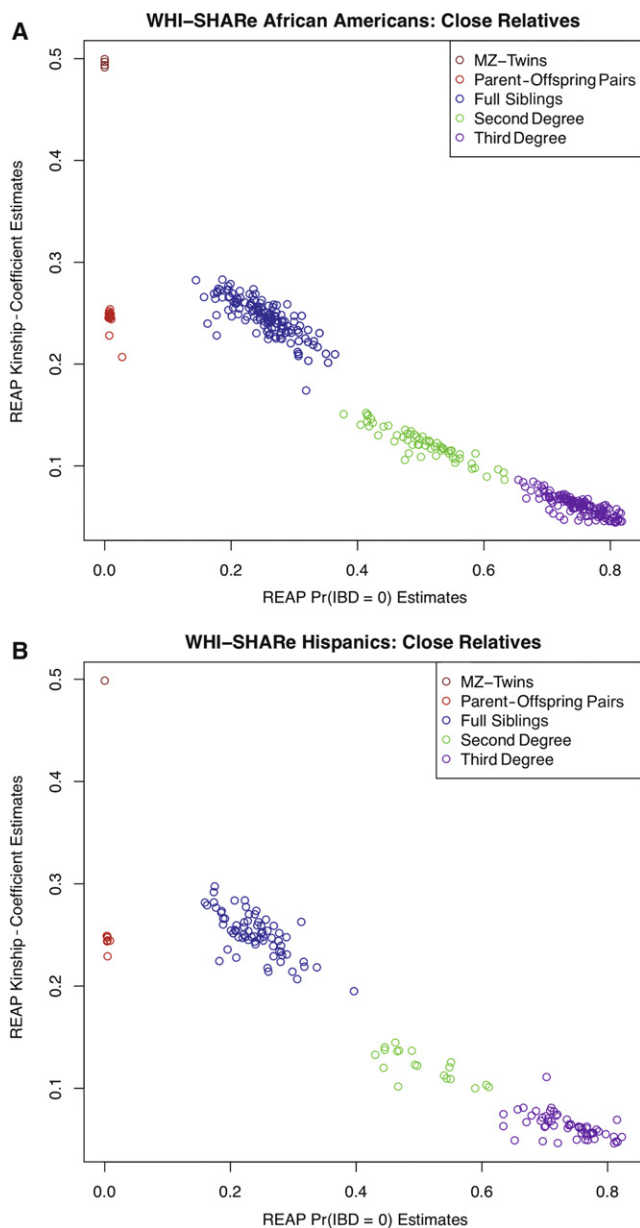 A
WHI–SHARe African Americans: Close Relatives
MZ–Twins
Parent–Offspring Pairs
Full Siblings
Second Degree
Third Degree
REAP Kinship-Coefficient Estimates
0.5
0.4
0.3
0.2
0.1
0.0 0.2 0.4 0.6 0.8
REAP Pr(IBD = 0) Estimates
B
WHI–SHARe Hispanics: Close Relatives
MZ–Twins
Parent–Offspring Pairs
Full Siblings
Second Degree
Third Degree
REAP Kinship-Coefficient Estimates
0.5
0.4
0.3
0.2
0.1
0.0 0.2 0.4 0.6 0.8
REAP Pr(IBD = 0) Estimates